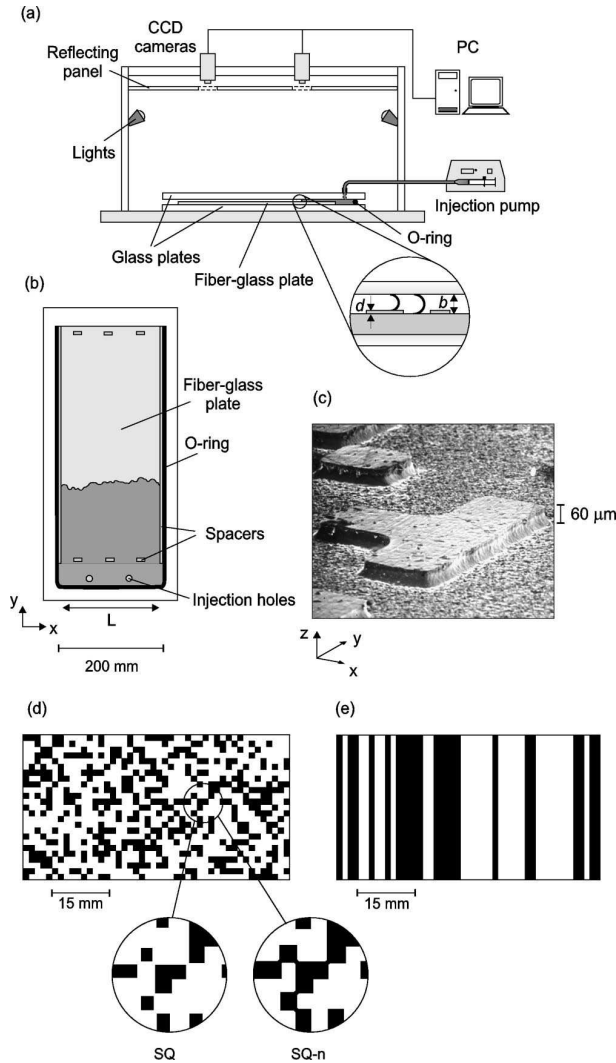 (a)
CCD
cameras
PC
Reflecting
panel
Lights
Injection pump
Glass plates
O-ring
Fiber-glass plate
d
b
(b)
Fiber-glass
plate
O-ring
Spacers
Injection holes
y
x
L
200 mm
(c)
60 μm
z
y
x
(d)
15 mm
SQ
SQ-n
(e)
15 mm